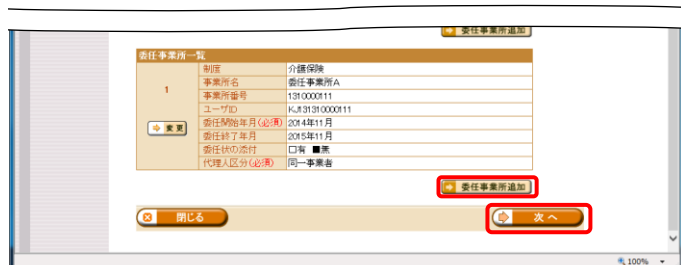 委任事業所追加
委任事業所一覧
1
変更
制度 介護保険
事業所名 委任事業所A
事業所番号 1310000111
ユーザID KJ131310000111
委任開始年月(必須) 2014年11月
委任終了年月 2015年11月
委任状の添付 □有 ■無
代理人区分(必須) 同一事業者
委任事業所追加
閉じる
次へ
100%